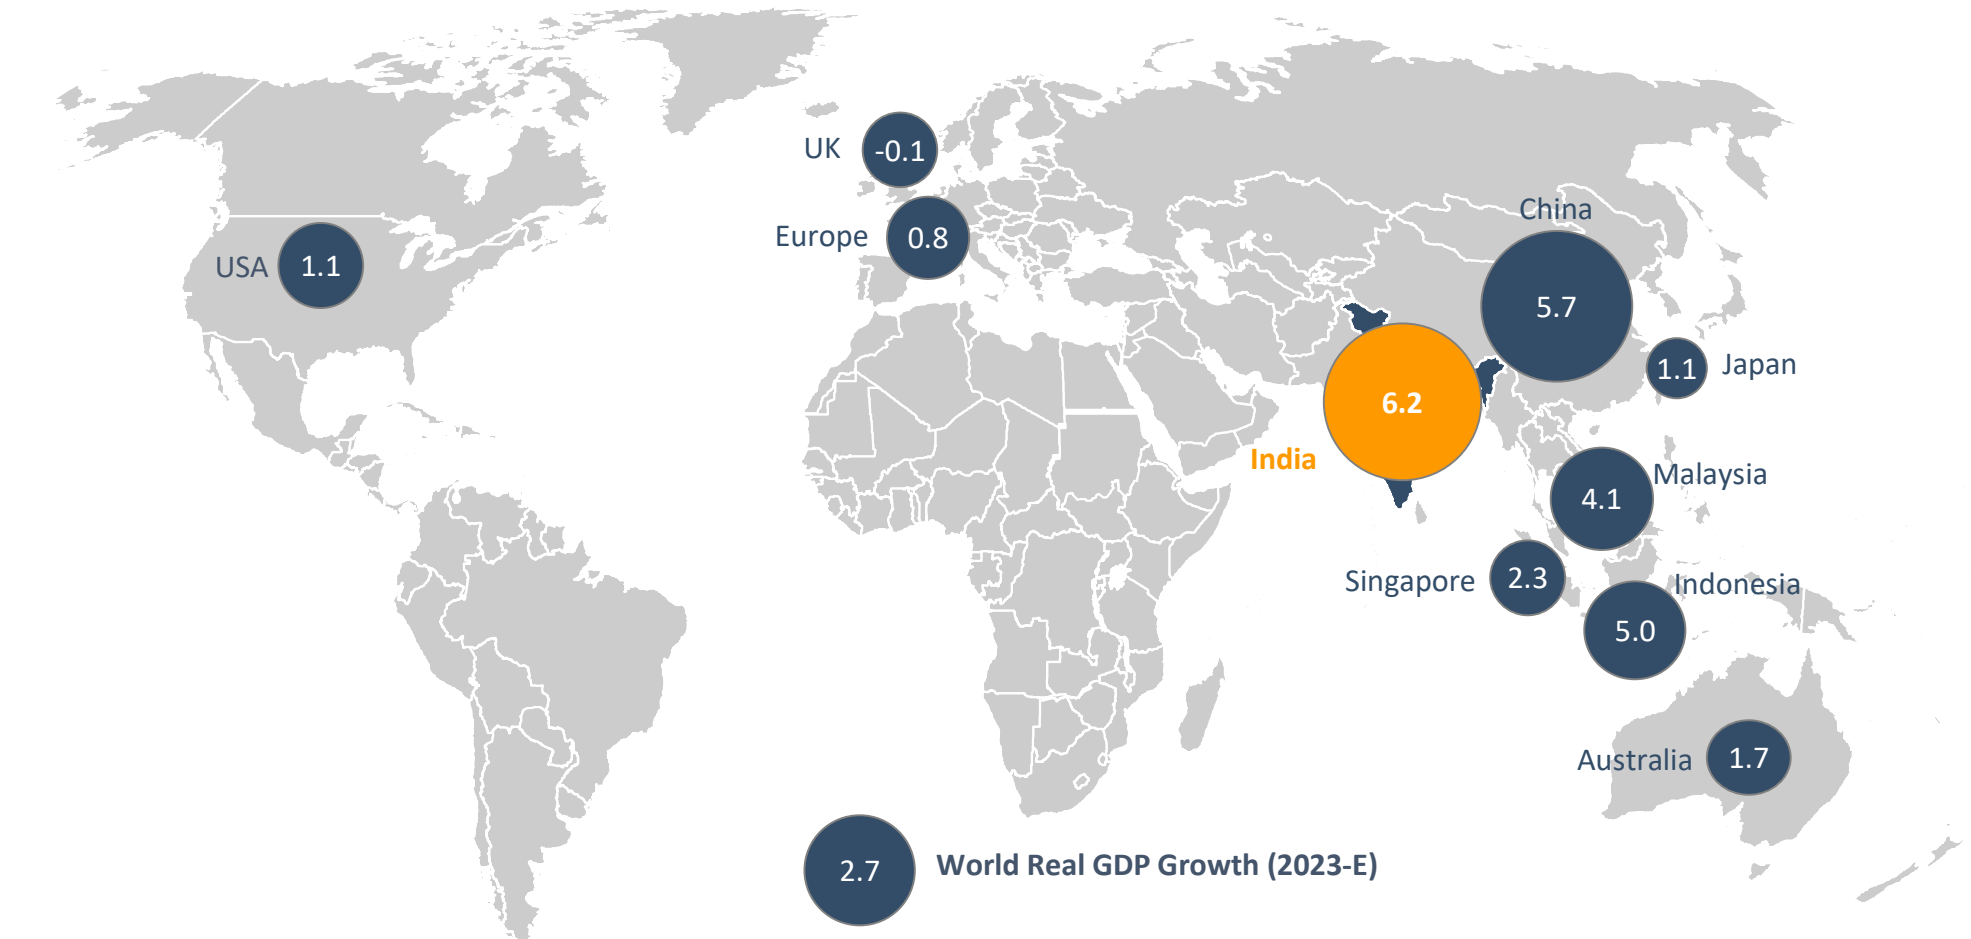 UK
-0.1
Europe
0.8
USA
1.1
China
5.7
6.2
India
1.1
Japan
4.1
Malaysia
Singapore
2.3
Indonesia
5.0
Australia
1.7
2.7
World Real GDP Growth (2023-E)